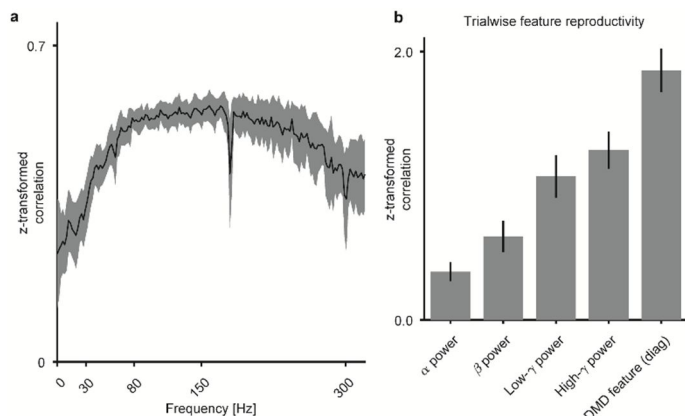 a
0.7
z-transformed
correlation
0
0
30
80
150
300
Frequency [Hz]
b
Trialwise feature reproductivity
2.0
z-transformed
correlation
0.0
α power
β power
Low-γ power
High-γ power
DMD feature (diag)